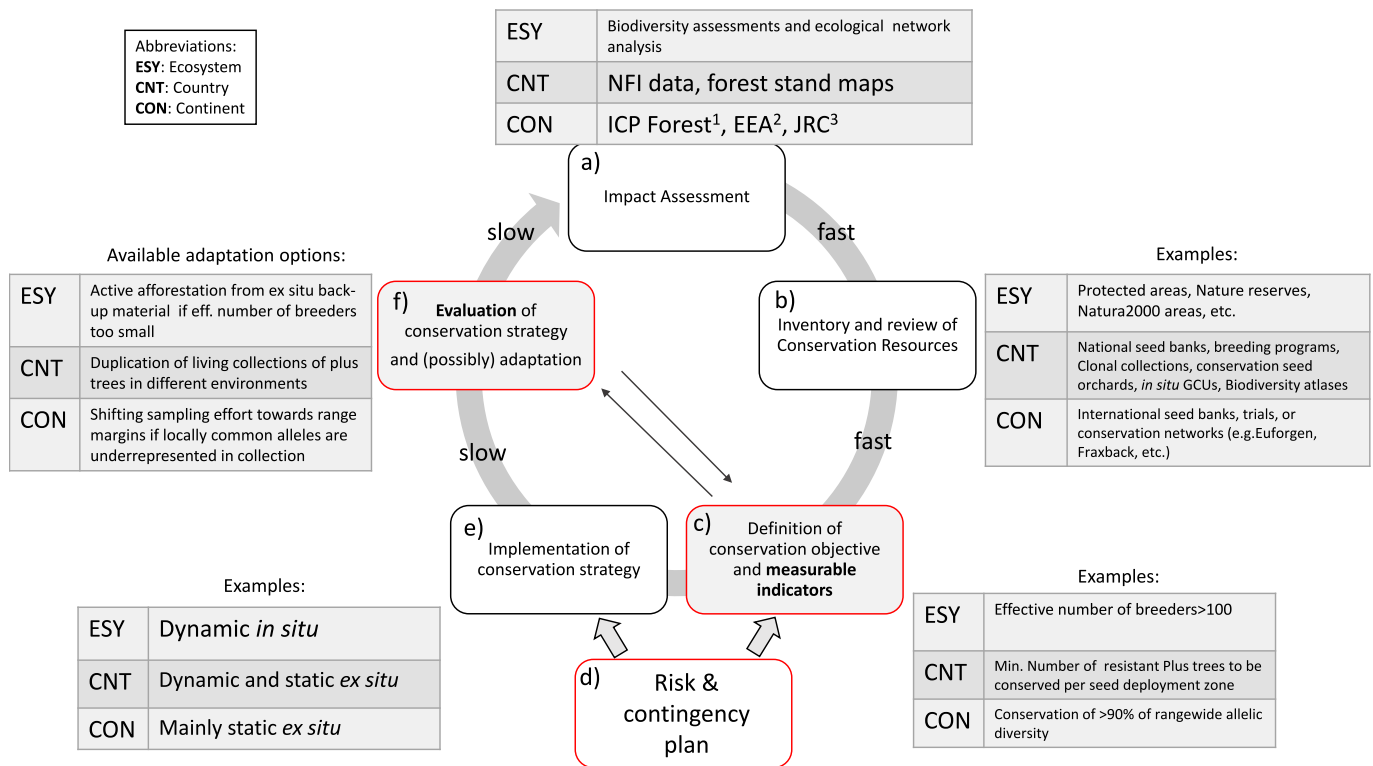 Abbreviations:
ESY: Ecosystem
CNT: Country
CON: Continent
ESY
Biodiversity assessments and ecological network
analysis
CNT
NFI data, forest stand maps
CON
ICP Forest¹, EEA², JRC³
a)
Impact Assessment
slow
fast
Available adaptation options:
ESY
Active afforestation from ex situ back-
up material if eff. number of breeders
too small
CNT
Duplication of living collections of plus
trees in different environments
CON
Shifting sampling effort towards range
margins if locally common alleles are
underrepresented in collection
f)
Evaluation of
conservation strategy
and (possibly) adaptation
b)
Inventory and review of
Conservation Resources
Examples:
ESY
Protected areas, Nature reserves,
Natura2000 areas, etc.
CNT
National seed banks, breeding programs,
Clonal collections, conservation seed
orchards, in situ GCUs, Biodiversity atlases
CON
International seed banks, trials, or
conservation networks (e.g.Euforgen,
Fraxback, etc.)
slow
fast
e)
Implementation of
conservation strategy
c)
Definition of
conservation objective
and measurable
indicators
Examples:
ESY
Dynamic in situ
CNT
Dynamic and static ex situ
CON
Mainly static ex situ
d)
Risk &
contingency
plan
Examples:
ESY
Effective number of breeders>100
CNT
Min. Number of resistant Plus trees to be
conserved per seed deployment zone
CON
Conservation of >90% of rangewide allelic
diversity